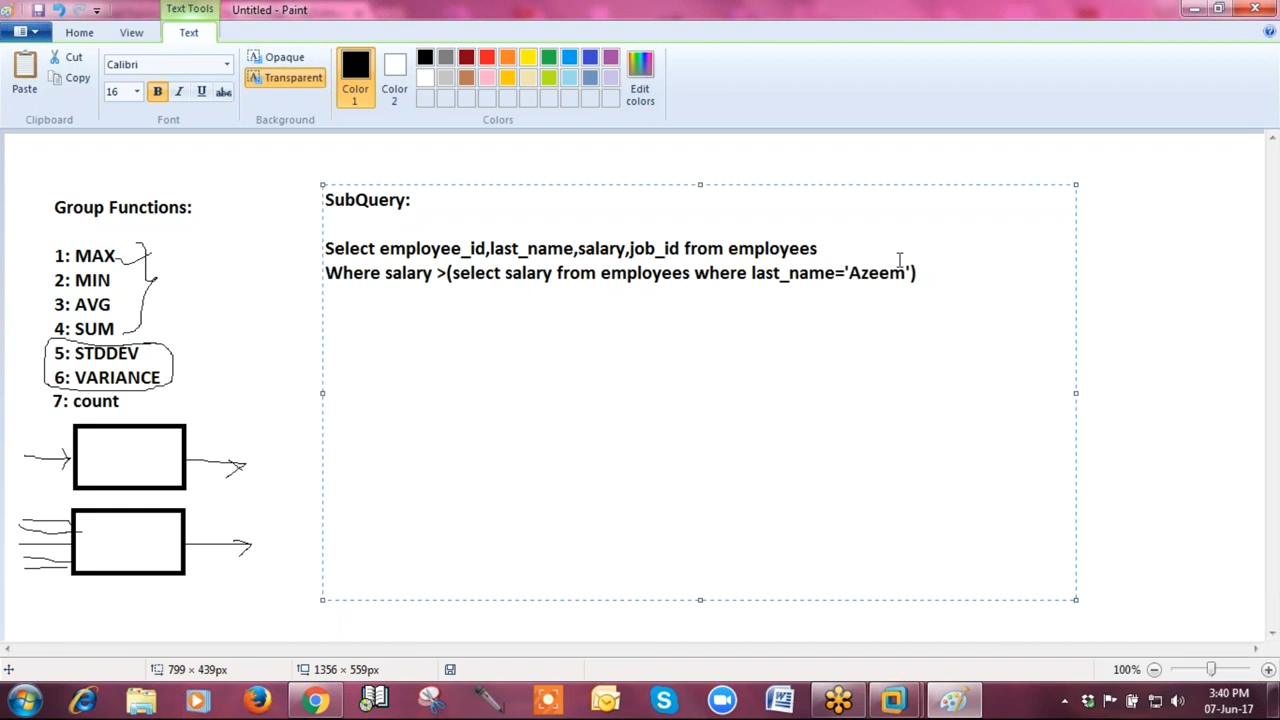 Text Tools
Untitled - Paint
Home
View
Text
Paste
Cut
Copy
Clipboard
Calibri
16
B
I
U
abc
Font
Opaque
Transparent
Background
Color
1
Color
2
Edit
colors
Colors
Group Functions:
1: MAX
2: MIN
3: AVG
4: SUM
5: STDDEV
6: VARIANCE
7: count
SubQuery:
Select employee_id,last_name,salary,job_id from employees
Where salary >(select salary from employees where last_name='Azeem')
799 × 439px
1356 × 559px
100%
3:40 PM
07-Jun-17